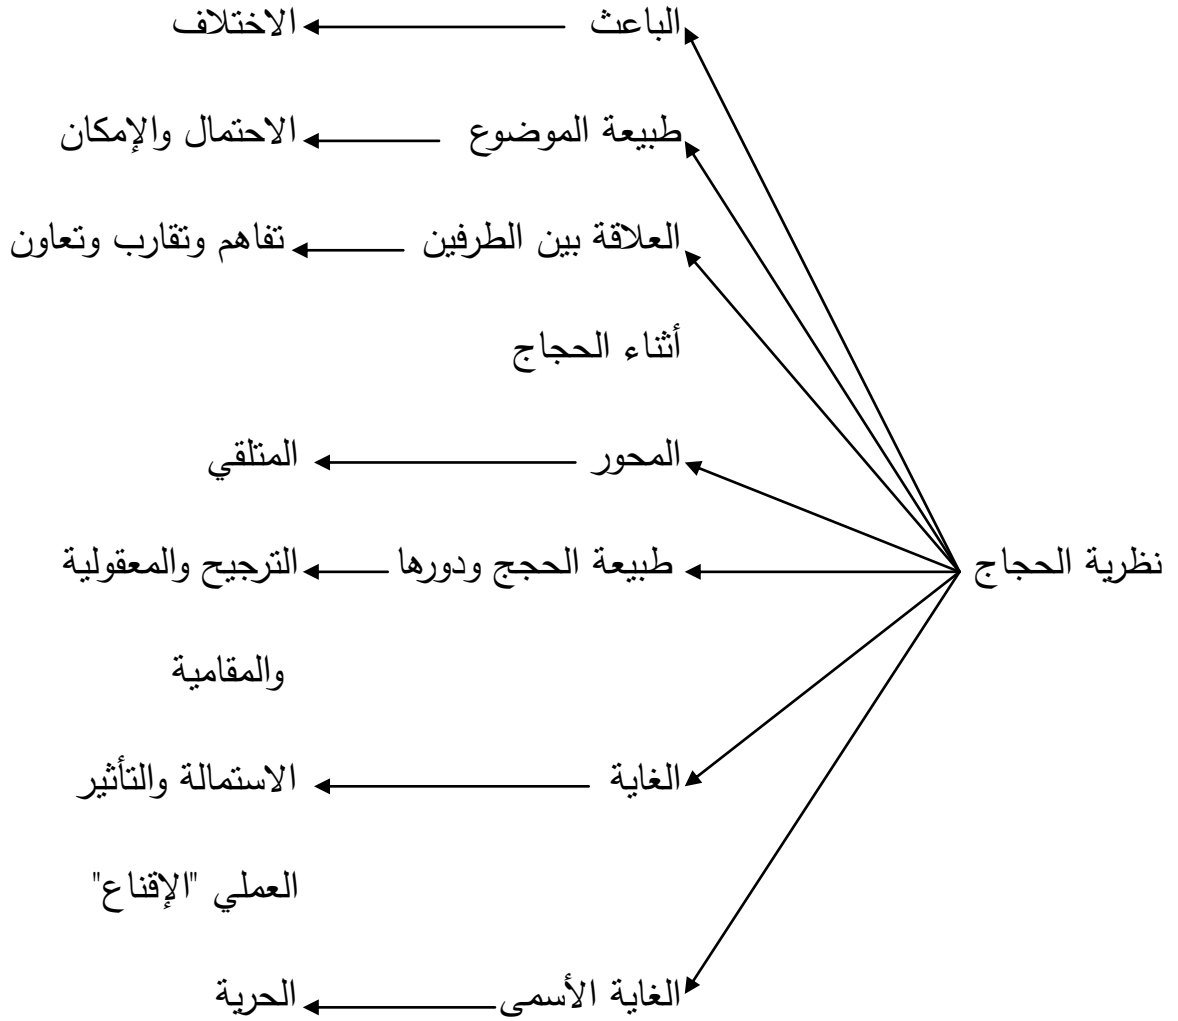 الباعث الاختلاف
طبيعة الموضوع الاحتمال والإمكان
العلاقة بين الطرفين تفاهم وتقارب وتعاون
أثناء الحجاج
المحور المتلقي
نظرية الحجاج طبيعة الحجج ودورها الترجيح والمعقولية
والمقامية
الغاية الاستمالة والتأثير
العملي "الإقناع"
الغاية الأسمى الحرية